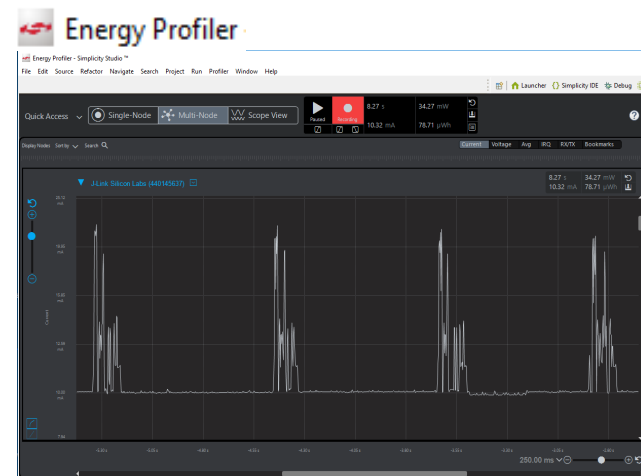 Energy Profiler
Energy Profiler - Simplicity Studio ™
File Edit Source Refactor Navigate Search Project Run Profiler Window Help
Launcher {} Simplicity IDE Debug
Quick Access Single-Node Multi-Node Scope View Paused Recording 8.27 s 34.27 mW
10.32 mA 78.71 µWh
Display Nodes Sort by Search Current Voltage Avg IRQ RX/TX Bookmarks
J-Link Silicon Labs (440145637) 8.27 s 34.27 mW
10.32 mA 78.71 µWh
Current
250.00 ms